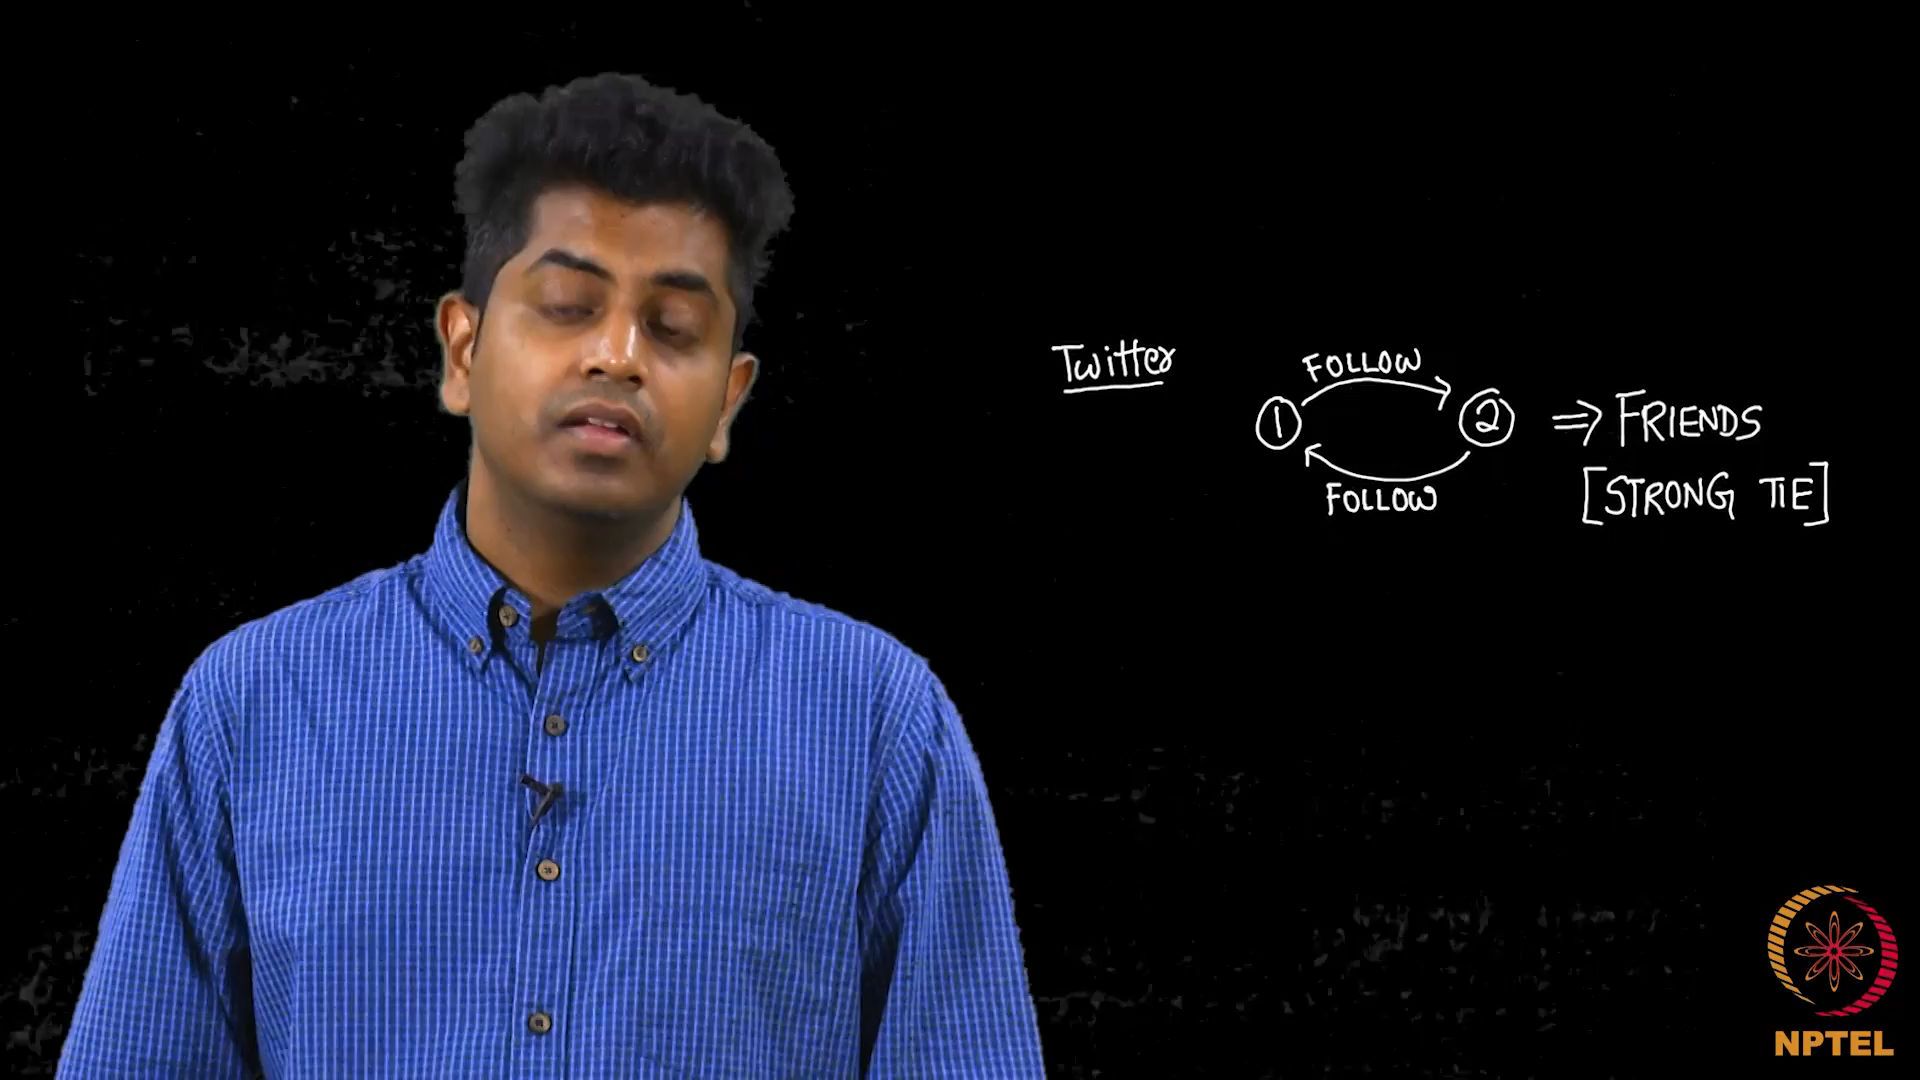 Twitter
FOLLOW
1 2 ⇒ FRIENDS
FOLLOW
[STRONG TIE]
NPTEL